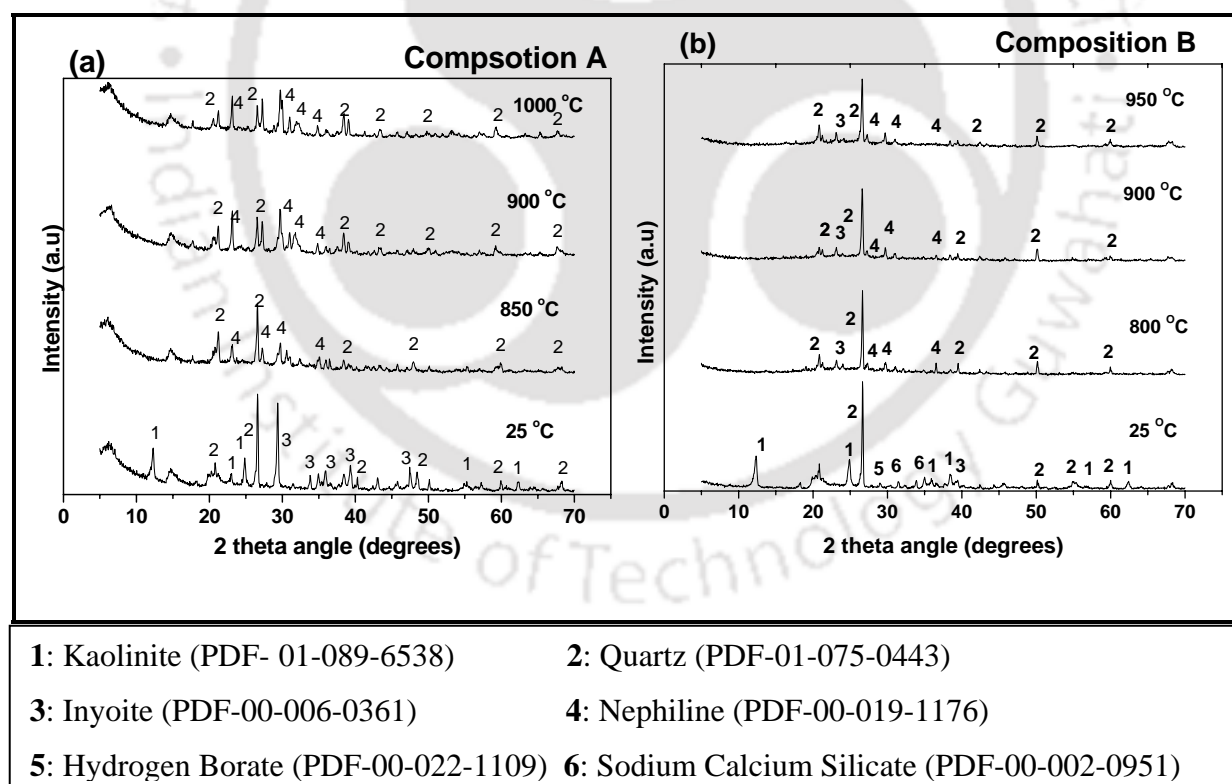 (a) Compsotion A
2 4 2 4 4 2 2 2 2 2 1000 °C
2 4 2 4 4 4 2 2 2 2 2 900 °C
2 4 2 4 4 4 2 2 2 2 850 °C
1 2 1 1 2 3 3 3 3 2 3 2 1 2 1 2 25 °C
Intensity (a.u)
0 10 20 30 40 50 60 70
2 theta angle (degrees)
(b) Composition B
2 3 2 4 4 4 2 2 2 950 °C
2 3 2 4 4 4 2 2 2 900 °C
2 3 2 4 4 4 2 2 2 800 °C
1 1 2 5 6 6 1 1 3 2 2 1 2 1 25 °C
Intensity (a.u)
0 10 20 30 40 50 60 70
2 theta angle (degrees)
Indian Institute of Technology Guwahati
1: Kaolinite (PDF- 01-089-6538) 2: Quartz (PDF-01-075-0443)
3: Inyoite (PDF-00-006-0361) 4: Nephiline (PDF-00-019-1176)
5: Hydrogen Borate (PDF-00-022-1109) 6: Sodium Calcium Silicate (PDF-00-002-0951)